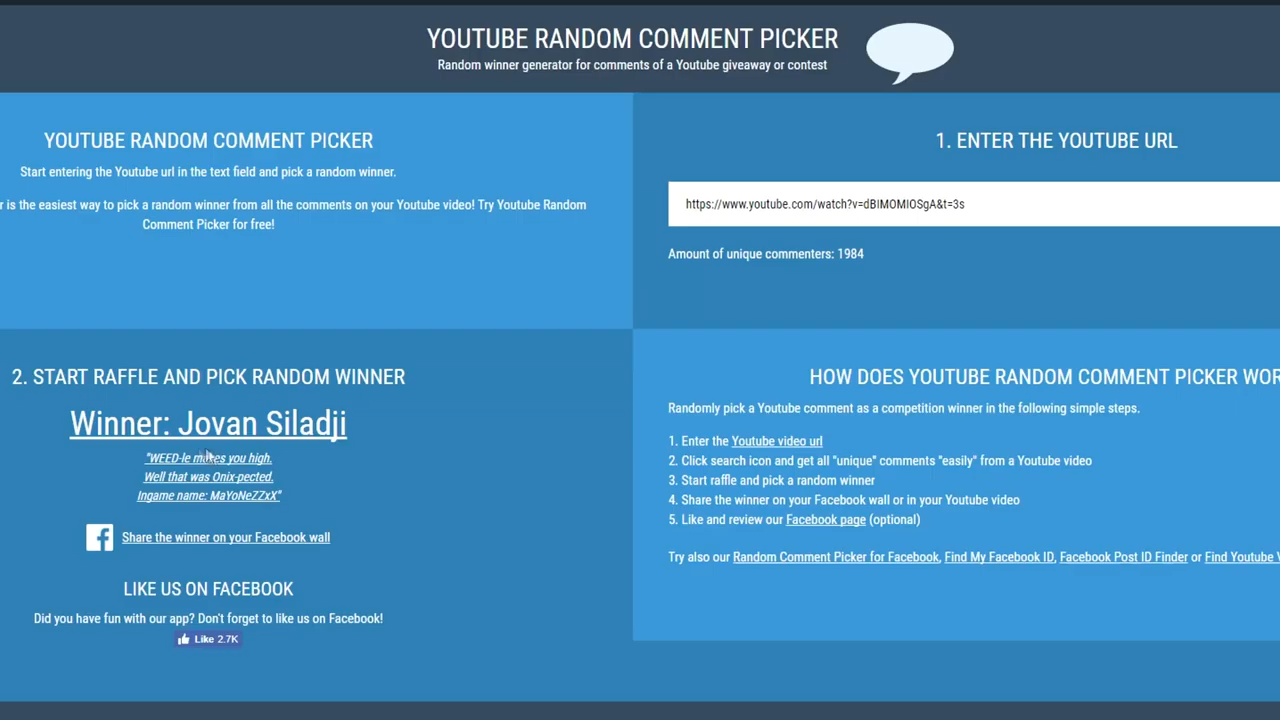 YOUTUBE RANDOM COMMENT PICKER
Random winner generator for comments of a Youtube giveaway or contest
YOUTUBE RANDOM COMMENT PICKER
Start entering the Youtube url in the text field and pick a random winner.
r is the easiest way to pick a random winner from all the comments on your Youtube video! Try Youtube Random
Comment Picker for free!
1. ENTER THE YOUTUBE URL
https://www.youtube.com/watch?v=dBIMOMIOSgA&t=3s
Amount of unique commenters: 1984
2. START RAFFLE AND PICK RANDOM WINNER
Winner: Jovan Siladji
"WEED-le makes you high.
Well that was Onix-pected.
Ingame name: MaYoNeZZxX"
Share the winner on your Facebook wall
LIKE US ON FACEBOOK
Did you have fun with our app? Don't forget to like us on Facebook!
Like 2.7K
HOW DOES YOUTUBE RANDOM COMMENT PICKER WOR
Randomly pick a Youtube comment as a competition winner in the following simple steps.
1. Enter the Youtube video url
2. Click search icon and get all "unique" comments "easily" from a Youtube video
3. Start raffle and pick a random winner
4. Share the winner on your Facebook wall or in your Youtube video
5. Like and review our Facebook page (optional)
Try also our Random Comment Picker for Facebook, Find My Facebook ID, Facebook Post ID Finder or Find Youtube